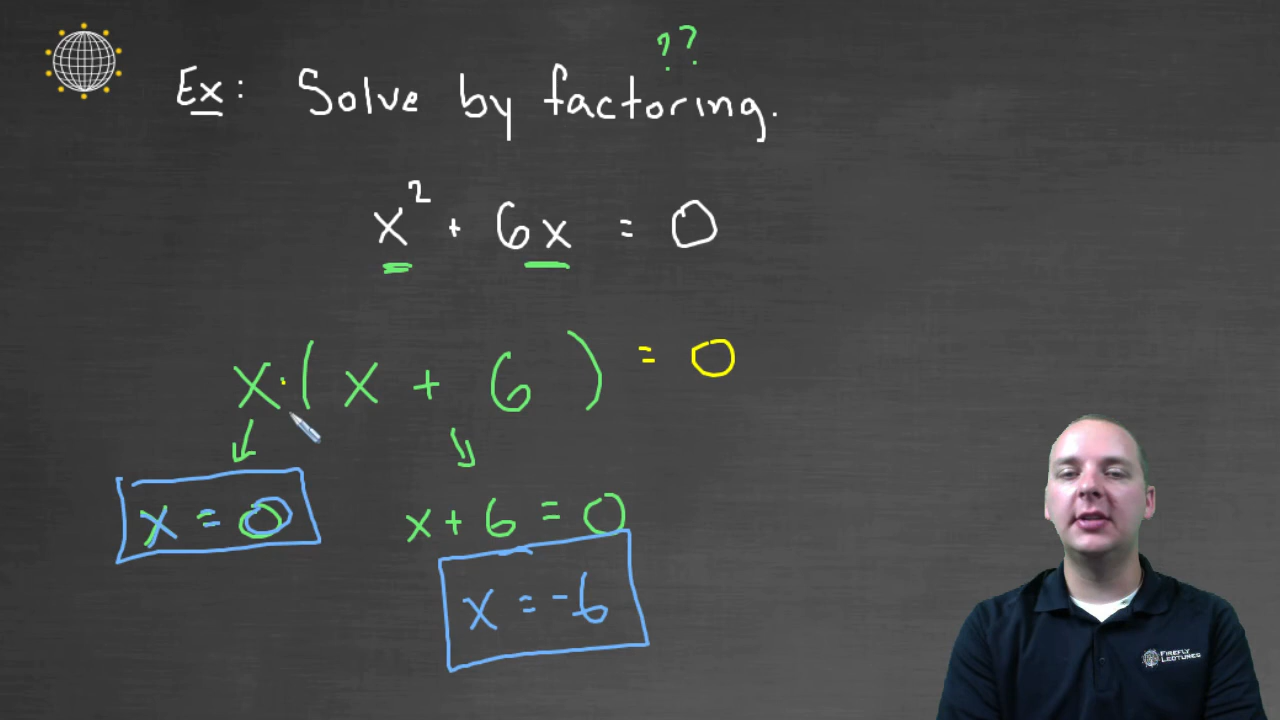 ??
Ex: Solve by factoring.
x² + 6x = 0
x·(x + 6) = 0
x = 0
x + 6 = 0
x = -6
FIREFLY
LECTURES